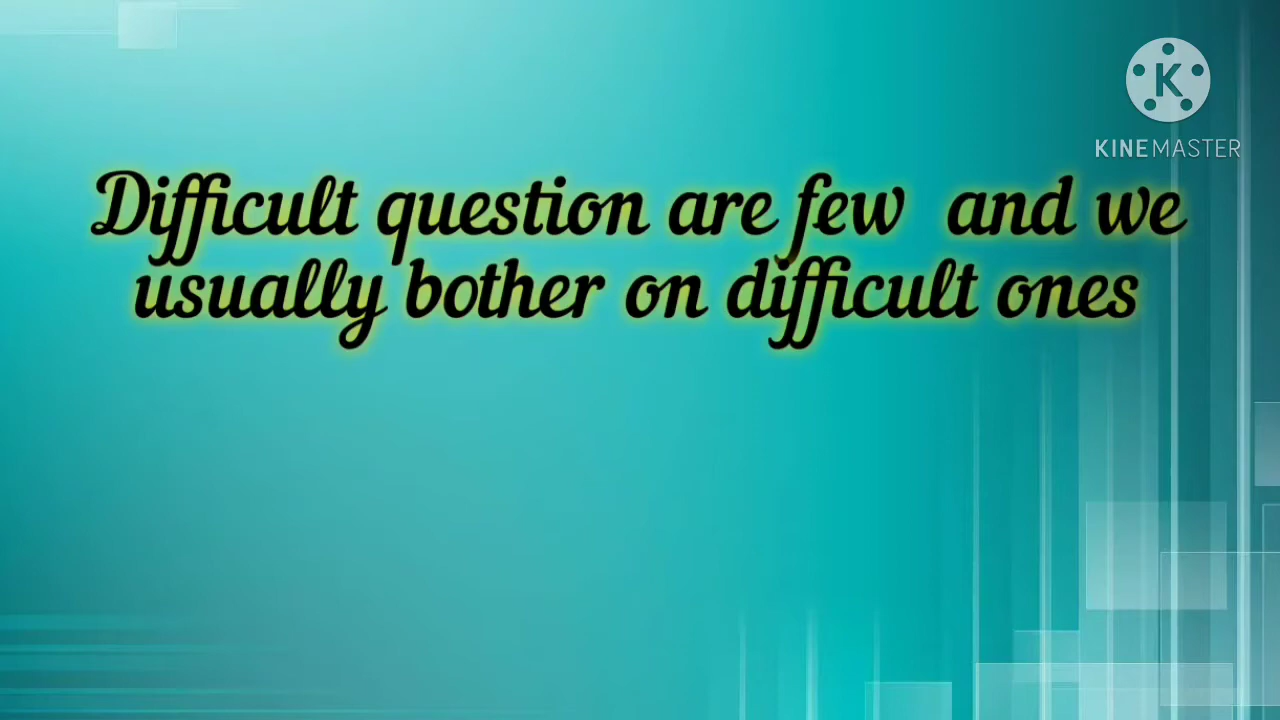 K
KINEMASTER
Difficult question are few and we
usually bother on difficult ones